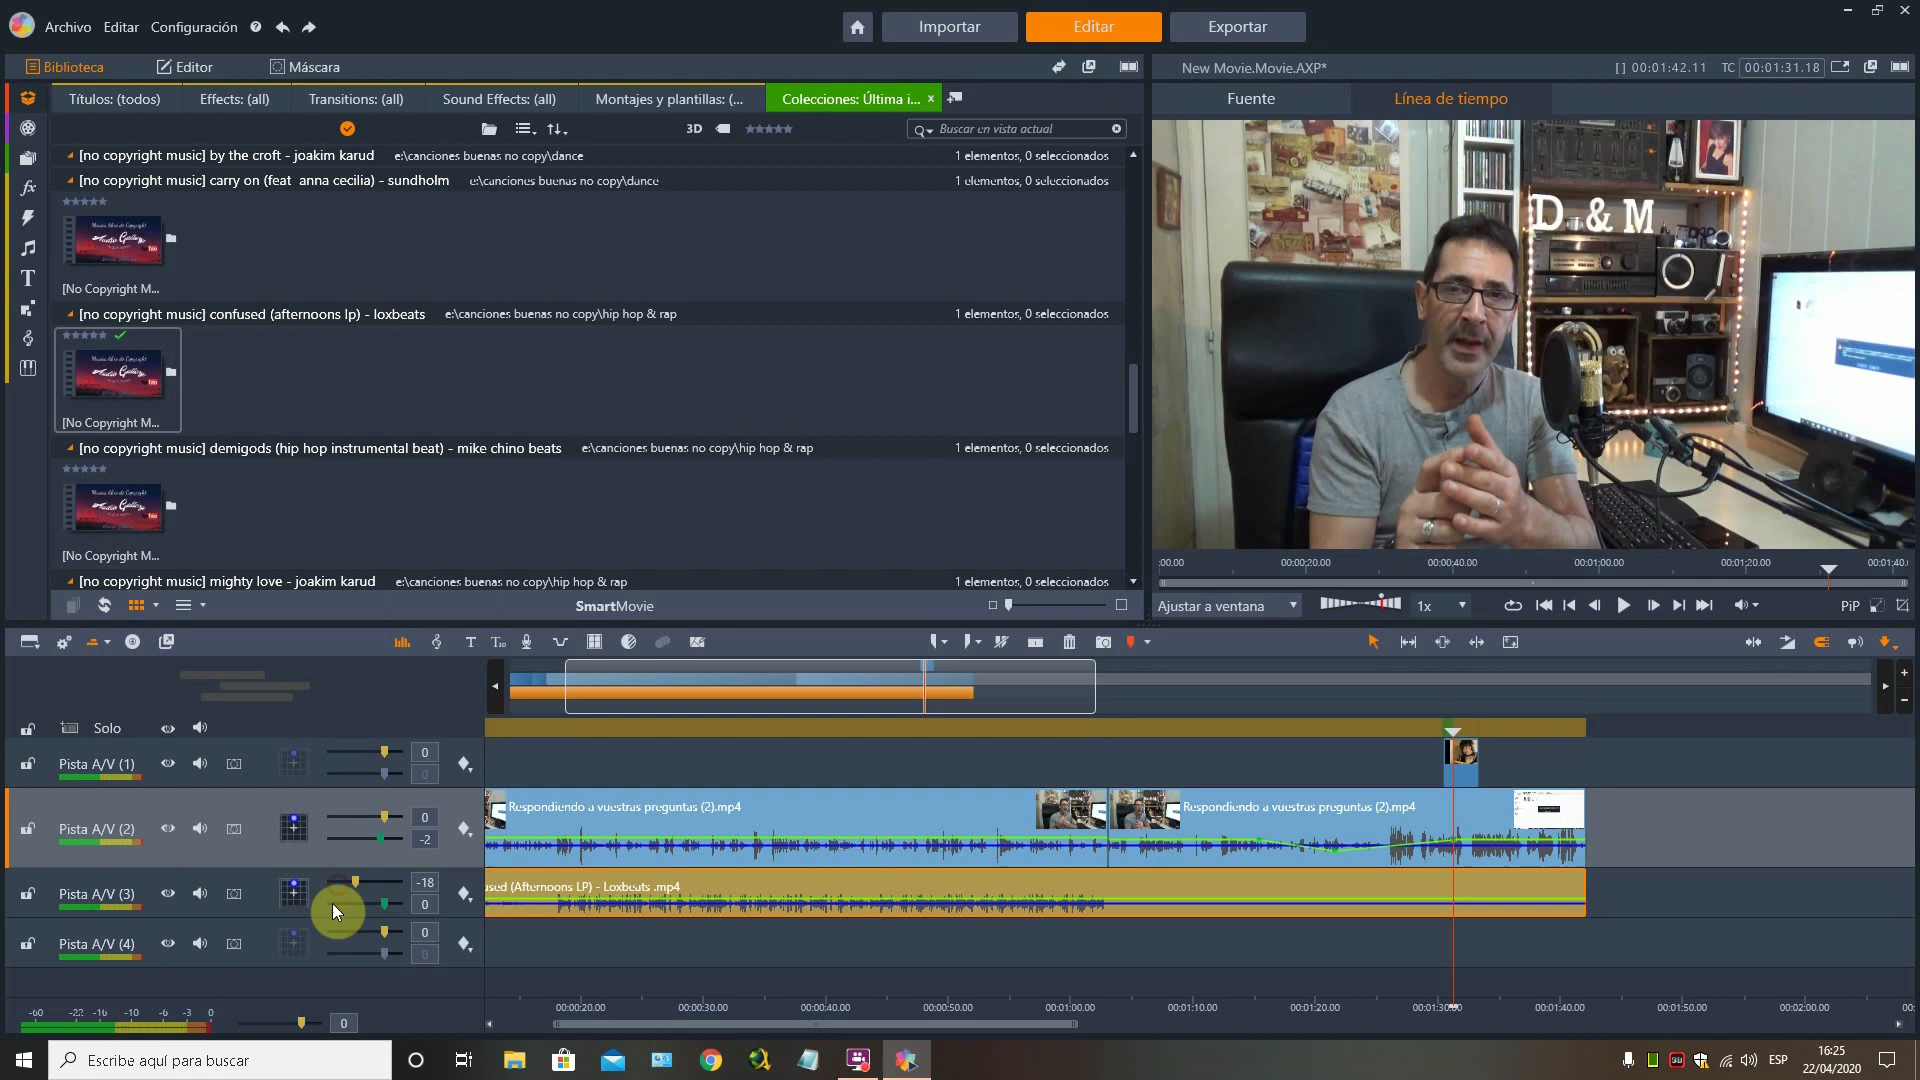 Archivo Editar Configuración
Importar Editar Exportar
Biblioteca Editor Máscara
New Movie.Movie.AXP* [] 00:01:42.11 TC 00:01:31.18
Títulos: (todos) Effects: (all) Transitions: (all) Sound Effects: (all) Montajes y plantillas: (... Colecciones: Última i... x
Fuente Línea de tiempo
3D Buscar en vista actual
[no copyright music] by the croft - joakim karud e:\canciones buenas no copy\dance 1 elementos, 0 seleccionados
[no copyright music] carry on (feat anna cecilia) - sundholm e:\canciones buenas no copy\dance 1 elementos, 0 seleccionados
[No Copyright M...
[no copyright music] confused (afternoons lp) - loxbeats e:\canciones buenas no copy\hip hop & rap 1 elementos, 0 seleccionados
[No Copyright M...
[no copyright music] demigods (hip hop instrumental beat) - mike chino beats e:\canciones buenas no copy\hip hop & rap 1 elementos, 0 seleccionados
[No Copyright M...
[no copyright music] mighty love - joakim karud e:\canciones buenas no copy\hip hop & rap 1 elementos, 0 seleccionados
D & M
:00.00 00:00:20.00 00:00:40.00 00:01:00.00 00:01:20.00 00:01:40.
SmartMovie
Ajustar a ventana 1x PiP
Solo
Pista A/V (1) 0
0
Pista A/V (2) 0
-2
Respondiendo a vuestras preguntas (2).mp4 Respondiendo a vuestras preguntas (2).mp4
Pista A/V (3) -18
0
used (Afternoons LP) - Loxbeats .mp4
Pista A/V (4) 0
0
00:00:20.00 00:00:30.00 00:00:40.00 00:00:50.00 00:01:00.00 00:01:10.00 00:01:20.00 00:01:30.00 00:01:40.00 00:01:50.00 00:02:00.00 00:
-60 -22 -16 -10 -6 -3 0
0
Escribe aquí para buscar
ESP
16:25
22/04/2020